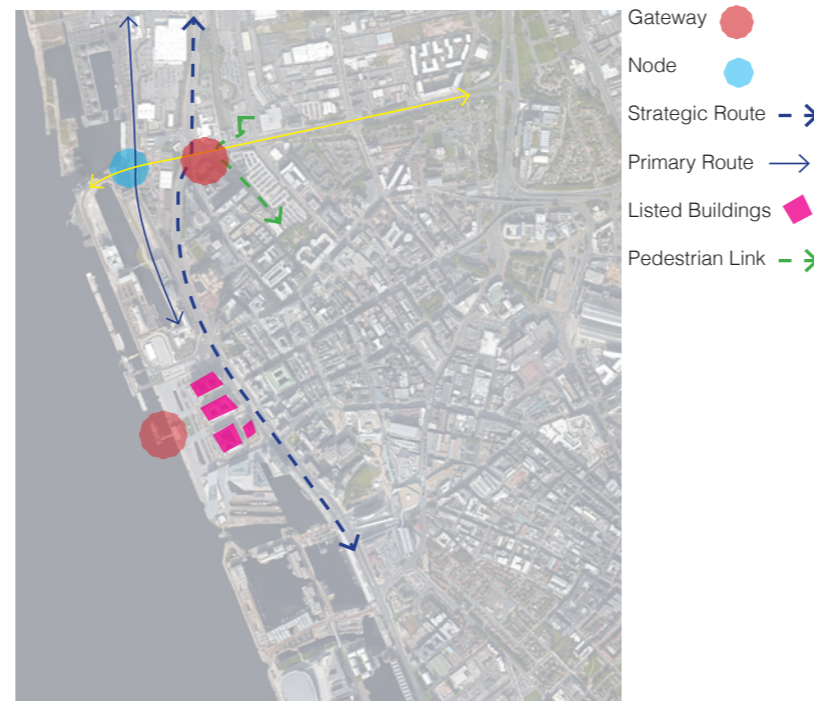 Gateway
Node
Strategic Route
Primary Route
Listed Buildings
Pedestrian Link